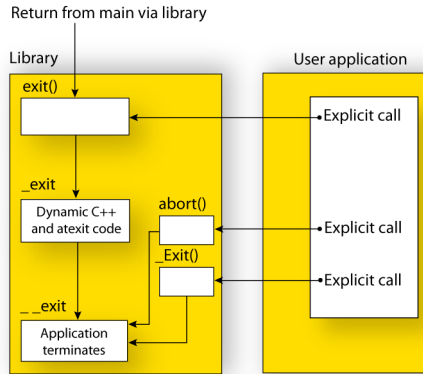 Return from main via library
Library
User application
exit()
Explicit call
_exit
Dynamic C++
and atexit code
abort()
Explicit call
_Exit()
Explicit call
_ _exit
Application
terminates